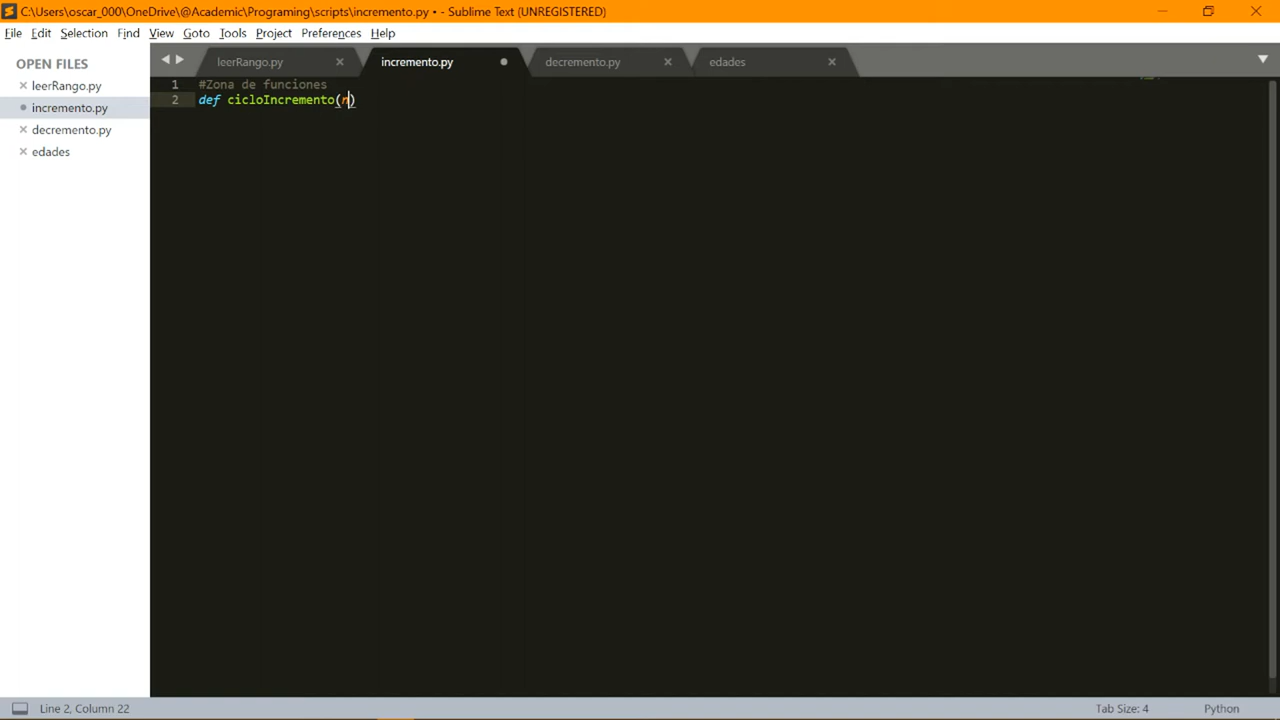 C:\Users\oscar_000\OneDrive\@Academic\Programing\scripts\incremento.py • - Sublime Text (UNREGISTERED)
File Edit Selection Find View Goto Tools Project Preferences Help
OPEN FILES
leerRango.py
incremento.py
decremento.py
edades
leerRango.py incremento.py decremento.py edades
1 #Zona de funciones
2 def cicloIncremento(n)
Line 2, Column 22 Tab Size: 4 Python